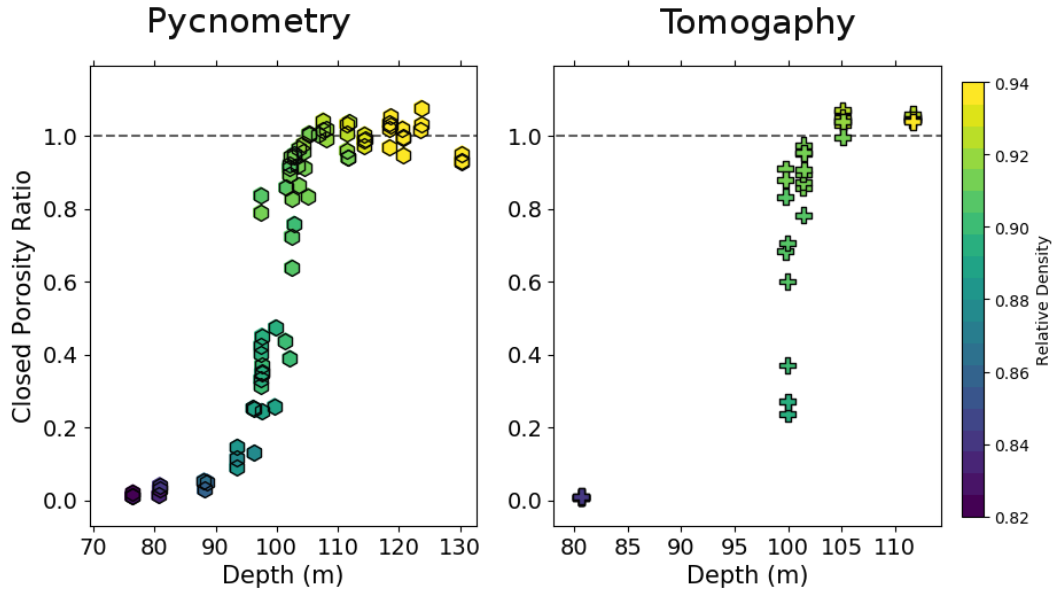 Pycnometry
Tomogaphy
Closed Porosity Ratio
1.0
0.8
0.6
0.4
0.2
0.0
70 80 90 100 110 120 130
Depth (m)
1.0
0.8
0.6
0.4
0.2
0.0
80 85 90 95 100 105 110
Depth (m)
0.94
0.92
0.90
0.88
0.86
0.84
0.82
Relative Density